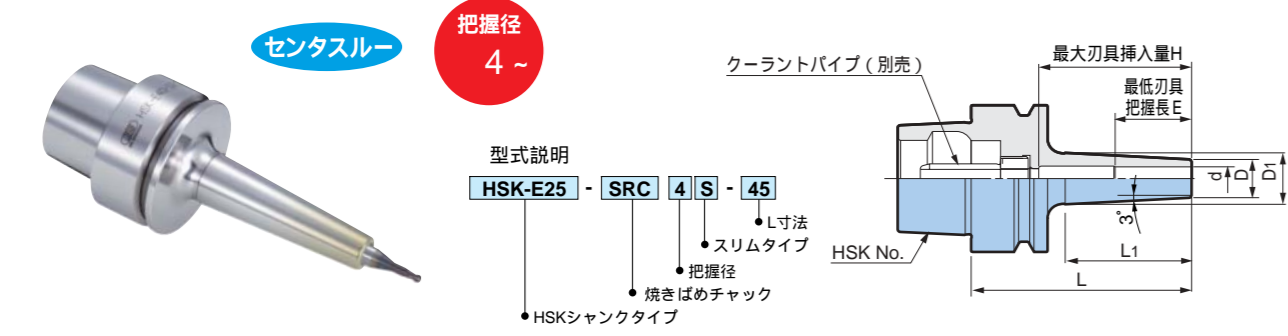 センタスルー
把握径
4 ~
型式説明
HSK-E25 - SRC 4 S - 45
L寸法
スリムタイプ
把握径
焼きばめチャック
HSKシャンクタイプ
クーラントパイプ（別売）
最大刃具挿入量H
最低刃具
把握長E
d
D
D1
3°
HSK No.
L1
L